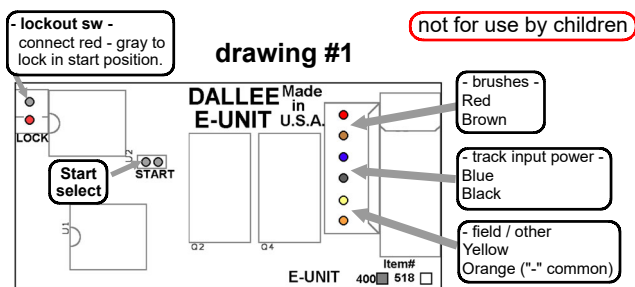 - lockout sw -
connect red - gray to
lock in start position.
drawing #1
not for use by children
DALLEE Made
in
E-UNIT U.S.A.
- brushes -
Red
Brown
LOCK
U2
START
Start
select
- track input power -
Blue
Black
U1
Q2
Q4
- field / other
Yellow
Orange ("-" common)
Item#
E-UNIT 400 518